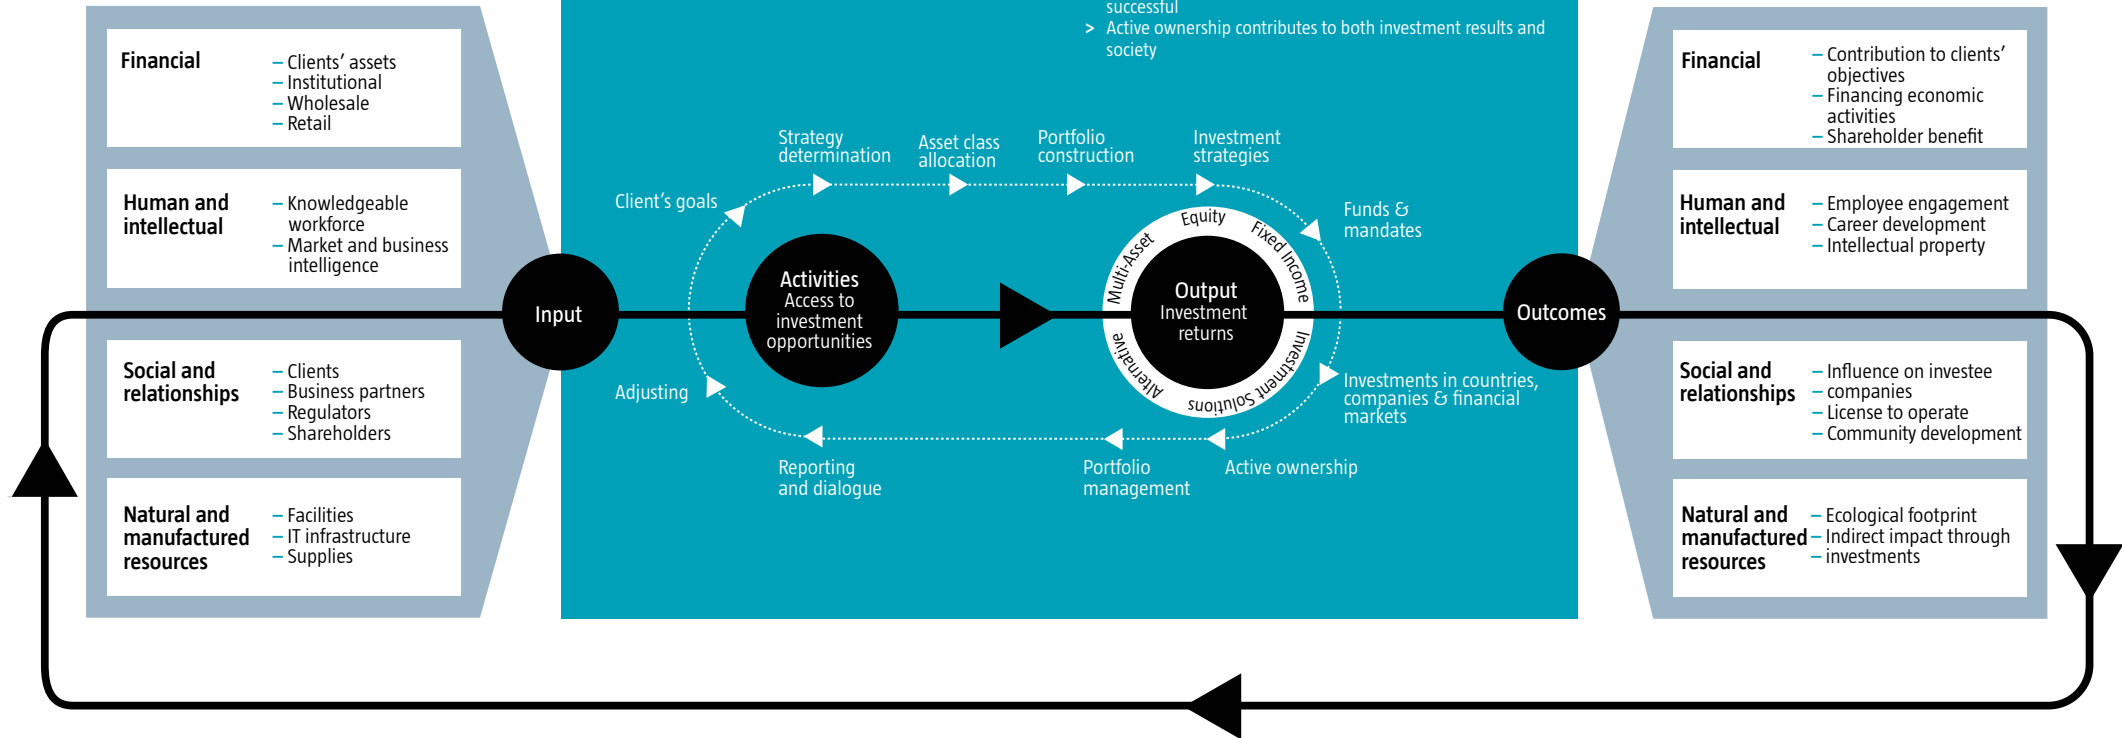 successful
> Active ownership contributes to both investment results and
society
Financial
– Clients' assets
– Institutional
– Wholesale
– Retail
Human and
intellectual
– Knowledgeable
workforce
– Market and business
intelligence
Social and
relationships
– Clients
– Business partners
– Regulators
– Shareholders
Natural and
manufactured
resources
– Facilities
– IT infrastructure
– Supplies
Input
Client's goals
Strategy
determination
Asset class
allocation
Portfolio
construction
Investment
strategies
Funds &
mandates
Investments in countries,
companies & financial
markets
Active ownership
Portfolio
management
Reporting
and dialogue
Adjusting
Activities
Access to
investment
opportunities
Multi-Asset
Equity
Fixed Income
Investment Solutions
Alternative
Output
Investment
returns
Outcomes
Financial
– Contribution to clients'
objectives
– Financing economic
activities
– Shareholder benefit
Human and
intellectual
– Employee engagement
– Career development
– Intellectual property
Social and
relationships
– Influence on investee
– companies
– License to operate
– Community development
Natural and
manufactured
resources
– Ecological footprint
– Indirect impact through
– investments